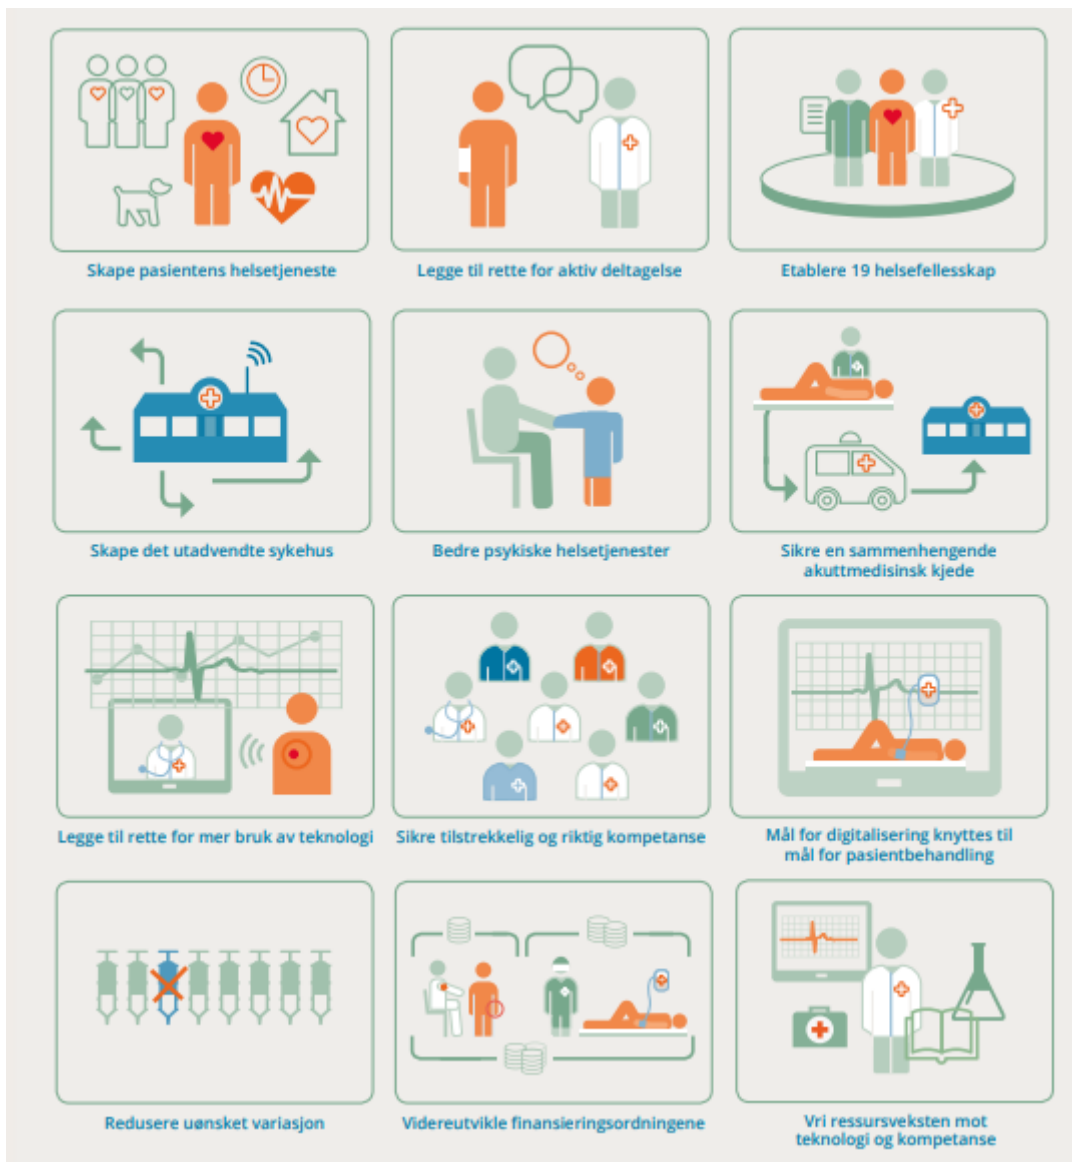 Skape pasientens helsetjeneste
Legge til rette for aktiv deltagelse
Etablere 19 helsefellesskap
Skape det utadvendte sykehus
Bedre psykiske helsetjenester
Sikre en sammenhengende
akuttmedisinsk kjede
Legge til rette for mer bruk av teknologi
Sikre tilstrekkelig og riktig kompetanse
Mål for digitalisering knyttes til
mål for pasientbehandling
Redusere uønsket variasjon
Videreutvikle finansieringsordningene
Vri ressursveksten mot
teknologi og kompetanse